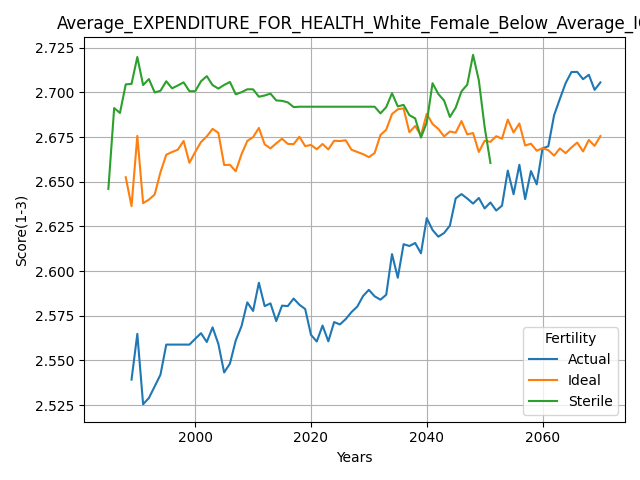 Average_EXPENDITURE_FOR_HEALTH_White_Female_Below_Average_I
2.725
2.700
2.675
2.650
2.625
2.600
2.575
2.550
2.525
Score(1-3)
2000
2020
2040
2060
Years
Fertility
Actual
Ideal
Sterile